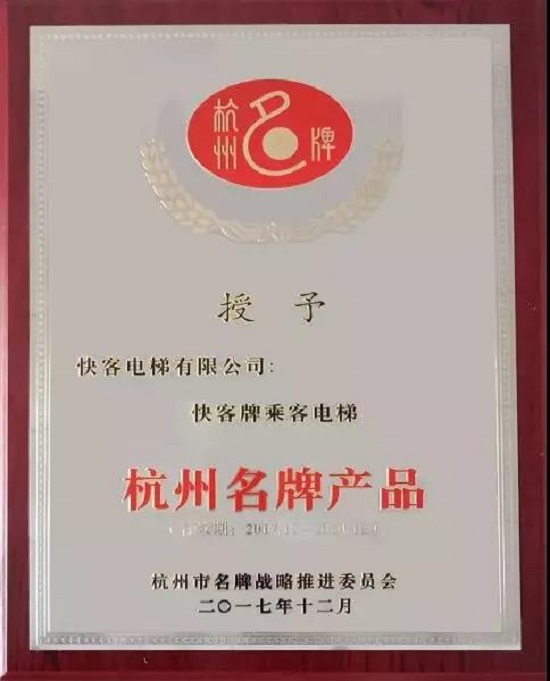 杭州名牌
授 予
快客电梯有限公司:
快客牌乘客电梯
杭州名牌产品
杭州市名牌战略推进委员会
二〇一七年十二月